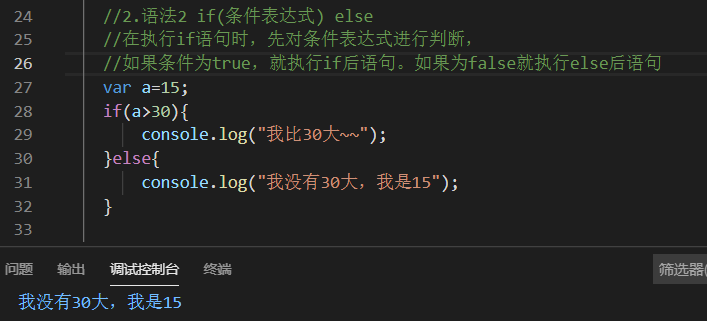 24 //2.语法2 if(条件表达式) else
25 //在执行if语句时，先对条件表达式进行判断，
26 //如果条件为true，就执行if后语句。如果为false就执行else后语句
27 var a=15;
28 if(a>30){
29 console.log("我比30大~~");
30 }else{
31 console.log("我没有30大，我是15");
32 }
33
问题 输出 调试控制台 终端 筛选器(
我没有30大，我是15